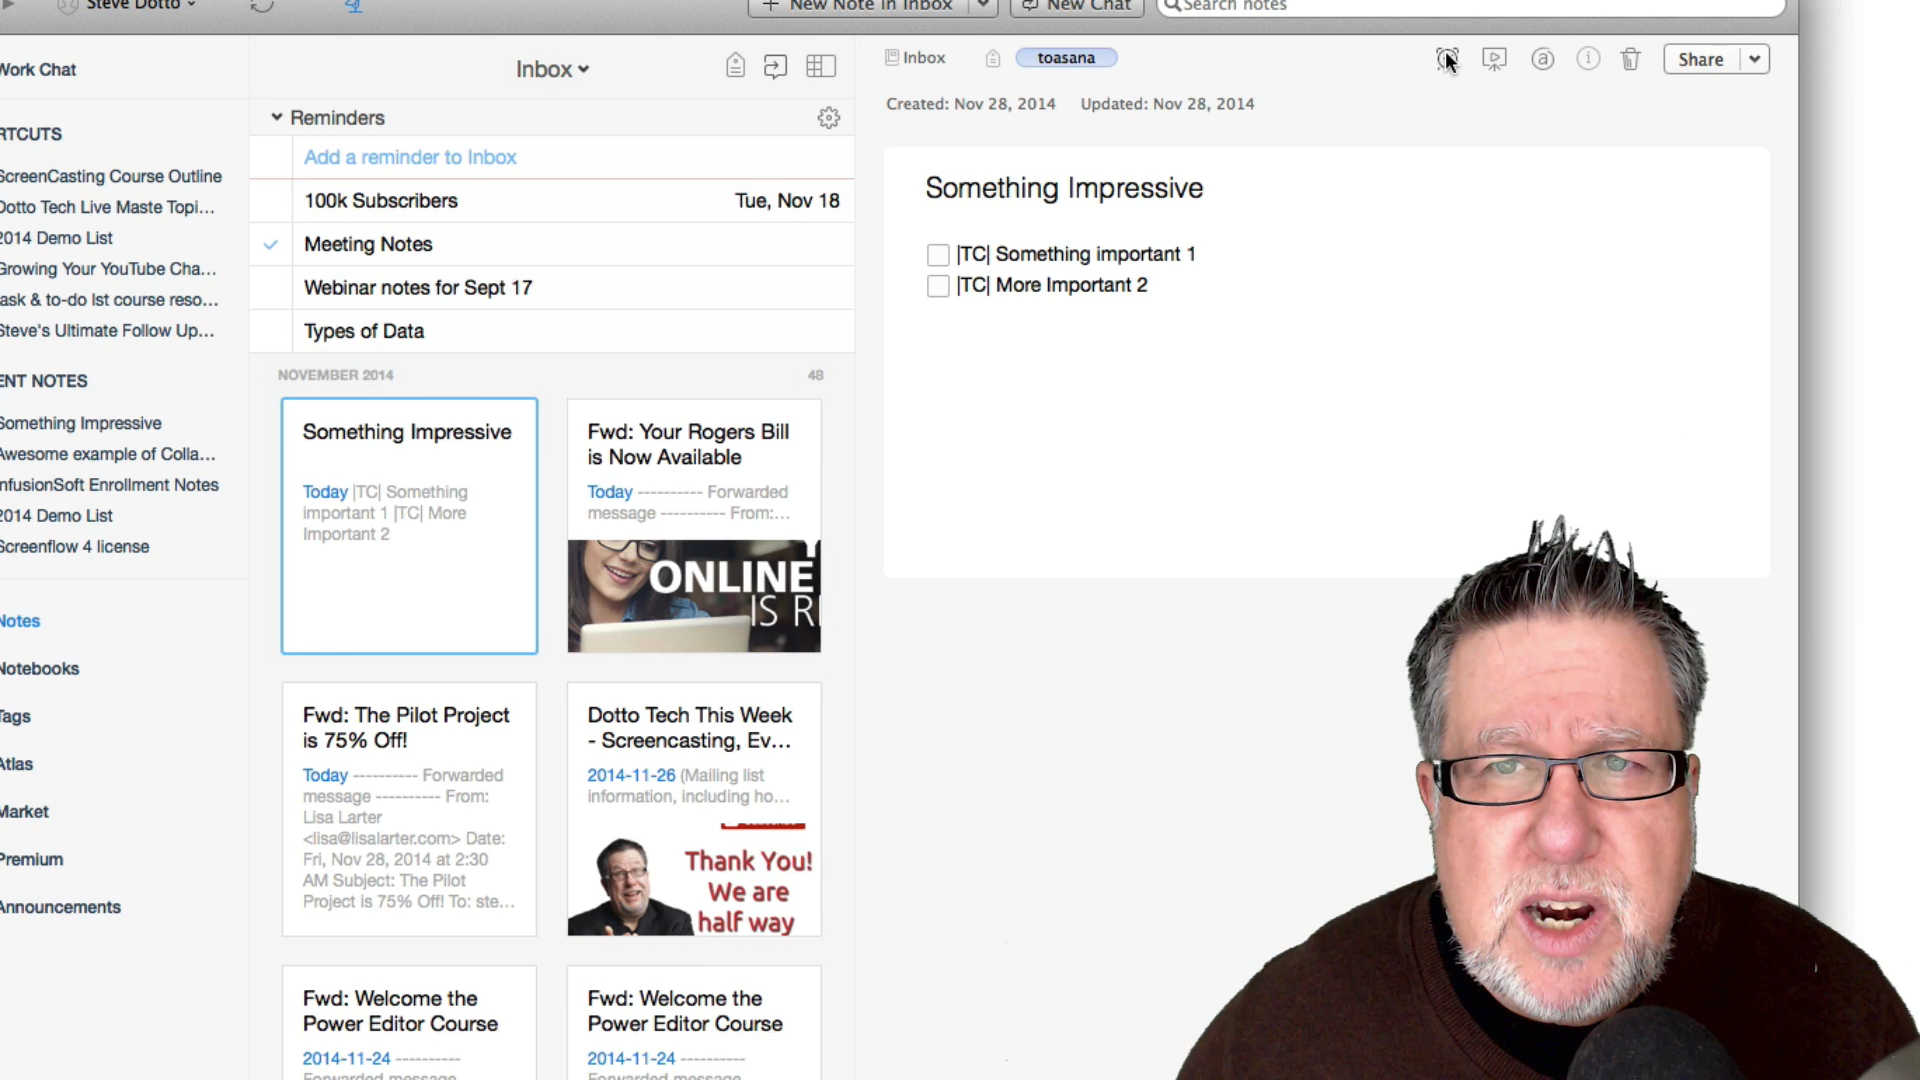 Steve Dotto
New Note in Inbox
New Chat
Search notes
Work Chat
RTCUTS
ScreenCasting Course Outline
Dotto Tech Live Maste Topi...
2014 Demo List
Growing Your YouTube Cha...
ask & to-do lst course reso...
Steve's Ultimate Follow Up...
ENT NOTES
Something Impressive
Awesome example of Colla...
nfusionSoft Enrollment Notes
2014 Demo List
Screenflow 4 license
Notes
Notebooks
Tags
Atlas
Market
Premium
Announcements
Inbox
Reminders
Add a reminder to Inbox
100k Subscribers Tue, Nov 18
Meeting Notes
Webinar notes for Sept 17
Types of Data
NOVEMBER 2014 48
Something Impressive
Today |TC| Something
important 1 |TC| More
Important 2
Fwd: Your Rogers Bill
is Now Available
Today ---------- Forwarded
message ---------- From:...
ONLINE
IS R
Fwd: The Pilot Project
is 75% Off!
Today ---------- Forwarded
message ---------- From:
Lisa Larter
<lisa@lisalarter.com> Date:
Fri, Nov 28, 2014 at 2:30
AM Subject: The Pilot
Project is 75% Off! To: ste...
Dotto Tech This Week
- Screencasting, Ev...
2014-11-26 (Mailing list
information, including ho...
Thank You!
We are
half way
Fwd: Welcome the
Power Editor Course
2014-11-24 ----------
Forwarded message
Fwd: Welcome the
Power Editor Course
2014-11-24 ----------
Forwarded message
Inbox toasana
Share
Created: Nov 28, 2014 Updated: Nov 28, 2014
Something Impressive
|TC| Something important 1
|TC| More Important 2